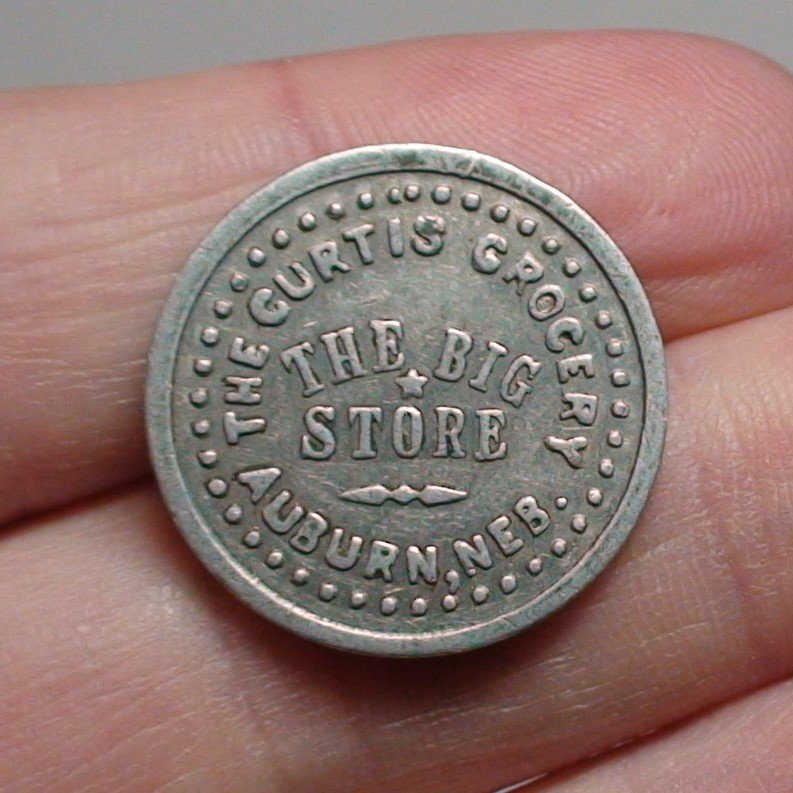 THE CURTIS GROCERY
THE BIG
STORE
AUBURN, NEB.